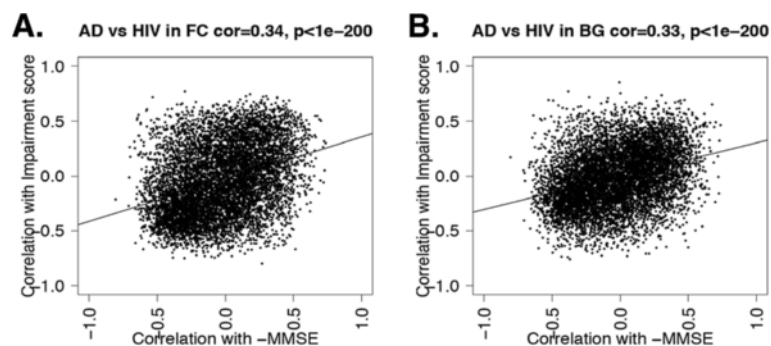 A.
AD vs HIV in FC cor=0.34, p<1e-200
Correlation with Impairment score
1.0
0.5
0.0
-0.5
-1.0
-1.0
-0.5
0.0
0.5
1.0
Correlation with -MMSE
B.
AD vs HIV in BG cor=0.33, p<1e-200
Correlation with Impairment score
1.0
0.5
0.0
-0.5
-1.0
-1.0
-0.5
0.0
0.5
1.0
Correlation with -MMSE